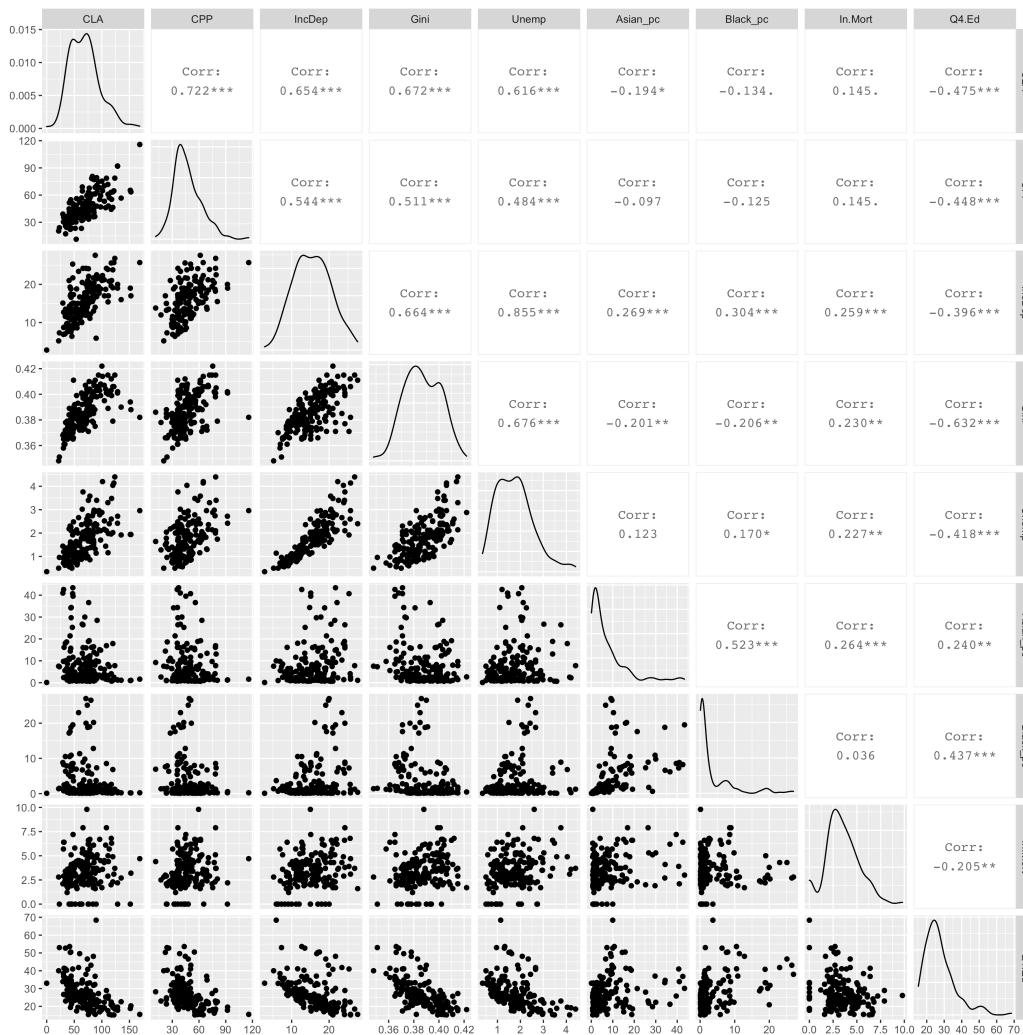 CLA CPP IncDep Gini Unemp Asian_pc Black_pc In.Mort Q4.Ed
0.015
0.010
0.005
0.000
Corr: Corr: Corr: Corr: Corr: Corr: Corr: Corr:
0.722*** 0.654*** 0.672*** 0.616*** -0.194* -0.134. 0.145. -0.475***
120
90
60
30
Corr: Corr: Corr: Corr: Corr: Corr: Corr:
0.544*** 0.511*** 0.484*** -0.097 -0.125 0.145. -0.448***
20
10
Corr: Corr: Corr: Corr: Corr: Corr:
0.664*** 0.855*** 0.269*** 0.304*** 0.259*** -0.396***
0.42
0.40
0.38
0.36
Corr: Corr: Corr: Corr: Corr:
0.676*** -0.201** -0.206** 0.230** -0.632***
4
3
2
1
Corr: Corr: Corr: Corr:
0.123 0.170* 0.227** -0.418***
40
30
20
10
0
Corr: Corr: Corr:
0.523*** 0.264*** 0.240**
20
10
0
Corr: Corr:
0.036 0.437***
10.0
7.5
5.0
2.5
0.0
Corr:
-0.205**
70
60
50
40
30
20
0 50 100 150 30 60 90 120 10 20 0.36 0.38 0.40 0.42 1 2 3 4 0 10 20 30 40 0 10 20 0.0 2.5 5.0 7.5 10.0 20 30 40 50 60 70